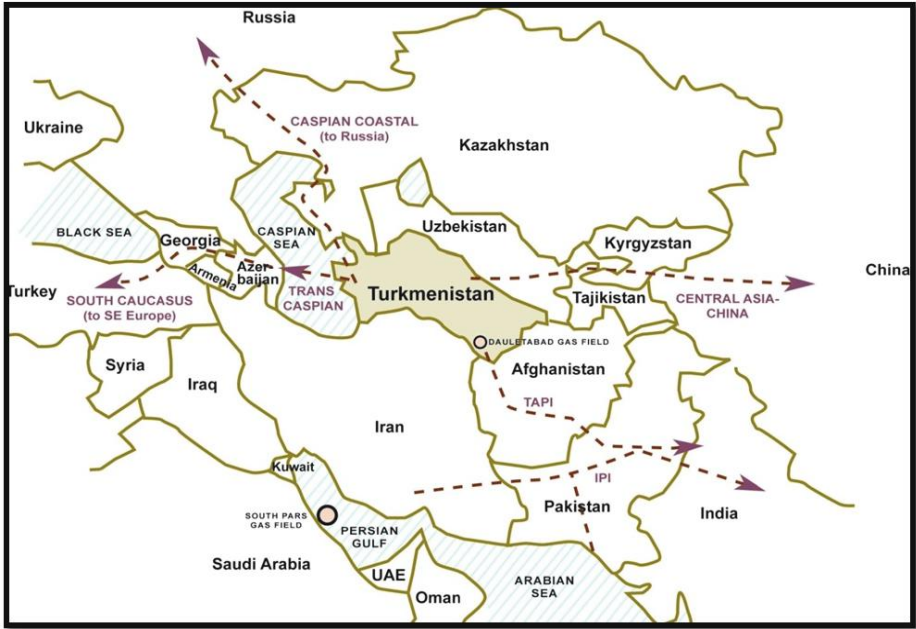 Russia
Ukraine
CASPIAN COASTAL
(to Russia)
Kazakhstan
BLACK SEA
Georgia
CASPIAN
SEA
Uzbekistan
Kyrgyzstan
Armenia
Azer-
baijan
China
Turkey
SOUTH CAUCASUS
(to SE Europe)
TRANS
CASPIAN
Turkmenistan
Tajikistan
CENTRAL ASIA-
CHINA
DAULETABAD GAS FIELD
Syria
Iraq
Afghanistan
TAPI
Iran
Kuwait
IPI
Pakistan
India
SOUTH PARS
GAS FIELD
PERSIAN
GULF
Saudi Arabia
UAE
Oman
ARABIAN
SEA